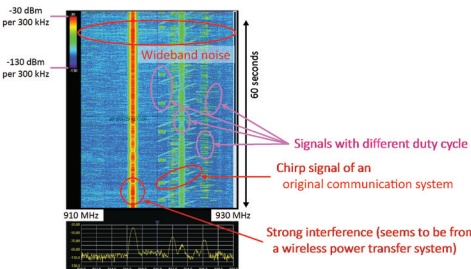 -30 dBm
per 300 kHz
Wideband noise
-130 dBm
per 300 kHz
60 seconds
Signals with different duty cycle
Chirp signal of an
original communication system
910 MHz
930 MHz
Strong interference (seems to be from
a wireless power transfer system)